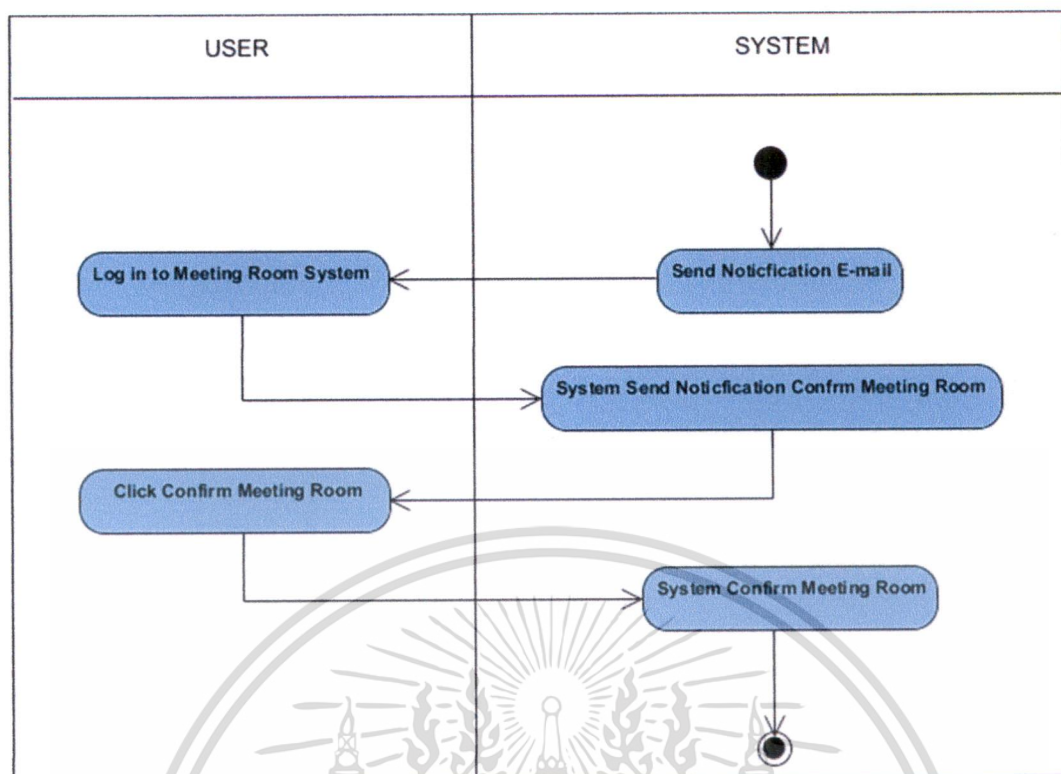 USER
SYSTEM
Send Noticfication E-mail
Log in to Meeting Room System
System Send Noticfication Confrm Meeting Room
Click Confirm Meeting Room
System Confirm Meeting Room